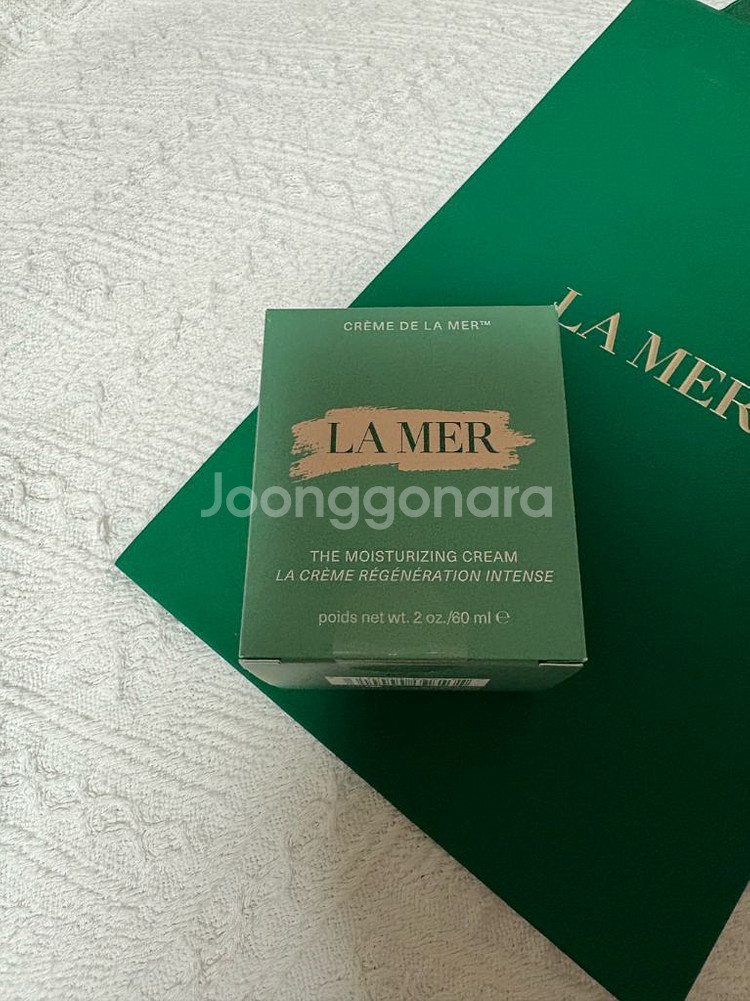 CRÈME DE LA MER™
LA MER
LA MER
Joonggonara
THE MOISTURIZING CREAM
LA CRÈME RÉGÉNÉRATION INTENSE
poids net wt. 2 oz./60 ml ℮